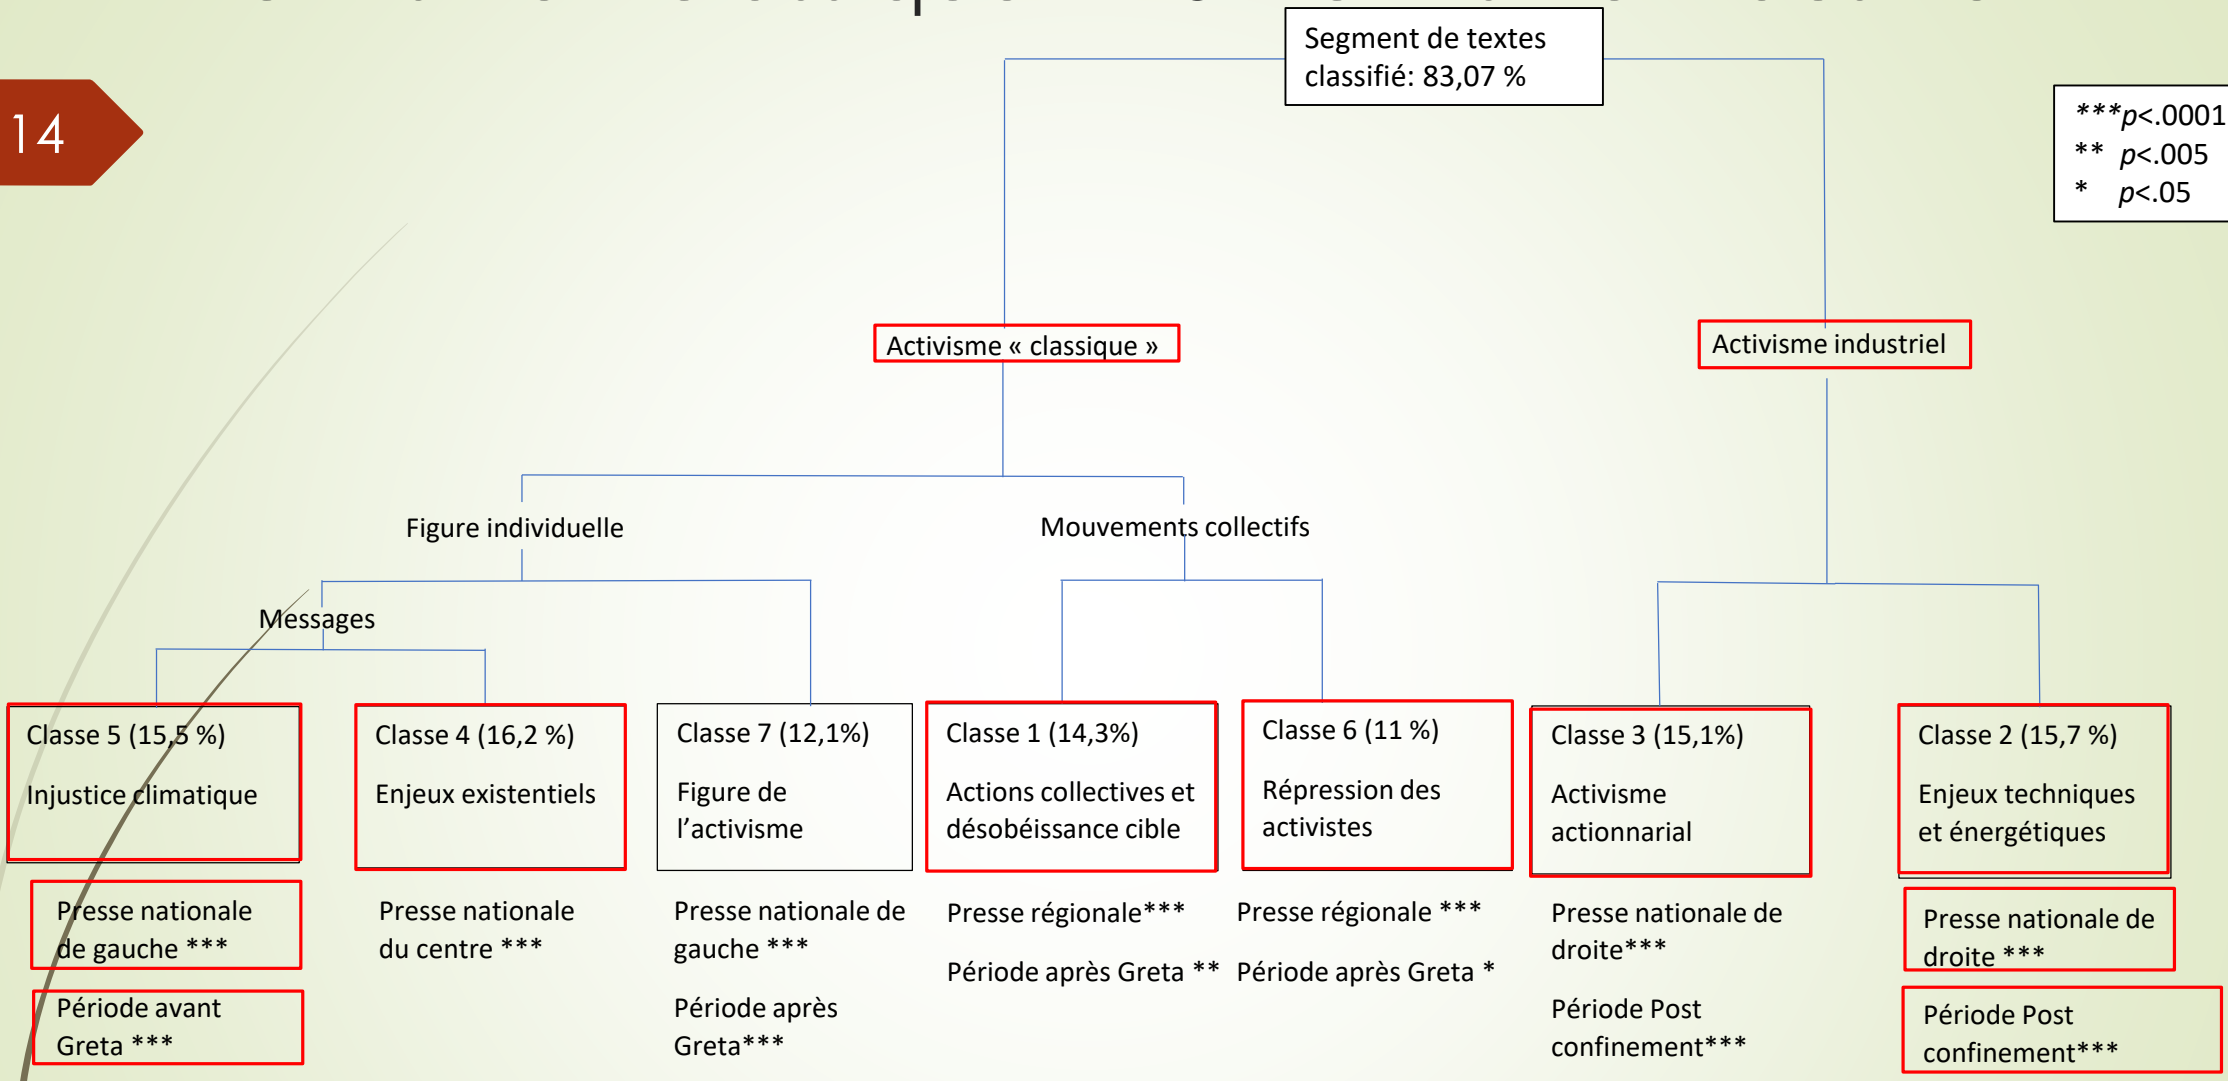 Segment de textes
classifié: 83,07 %
14
***p<.0001
** p<.005
* p<.05
Activisme « classique »
Activisme industriel
Figure individuelle
Mouvements collectifs
Messages
Classe 5 (15,5 %)
Injustice climatique
Presse nationale
de gauche ***
Période avant
Greta ***
Classe 4 (16,2 %)
Enjeux existentiels
Presse nationale
du centre ***
Classe 7 (12,1%)
Figure de
l’activisme
Presse nationale de
gauche ***
Période après
Greta***
Classe 1 (14,3%)
Actions collectives et
désobéissance cible
Presse régionale***
Période après Greta **
Classe 6 (11 %)
Répression des
activistes
Presse régionale ***
Période après Greta *
Classe 3 (15,1%)
Activisme
actionnarial
Presse nationale de
droite***
Période Post
confinement***
Classe 2 (15,7 %)
Enjeux techniques
et énergétiques
Presse nationale de
droite ***
Période Post
confinement***